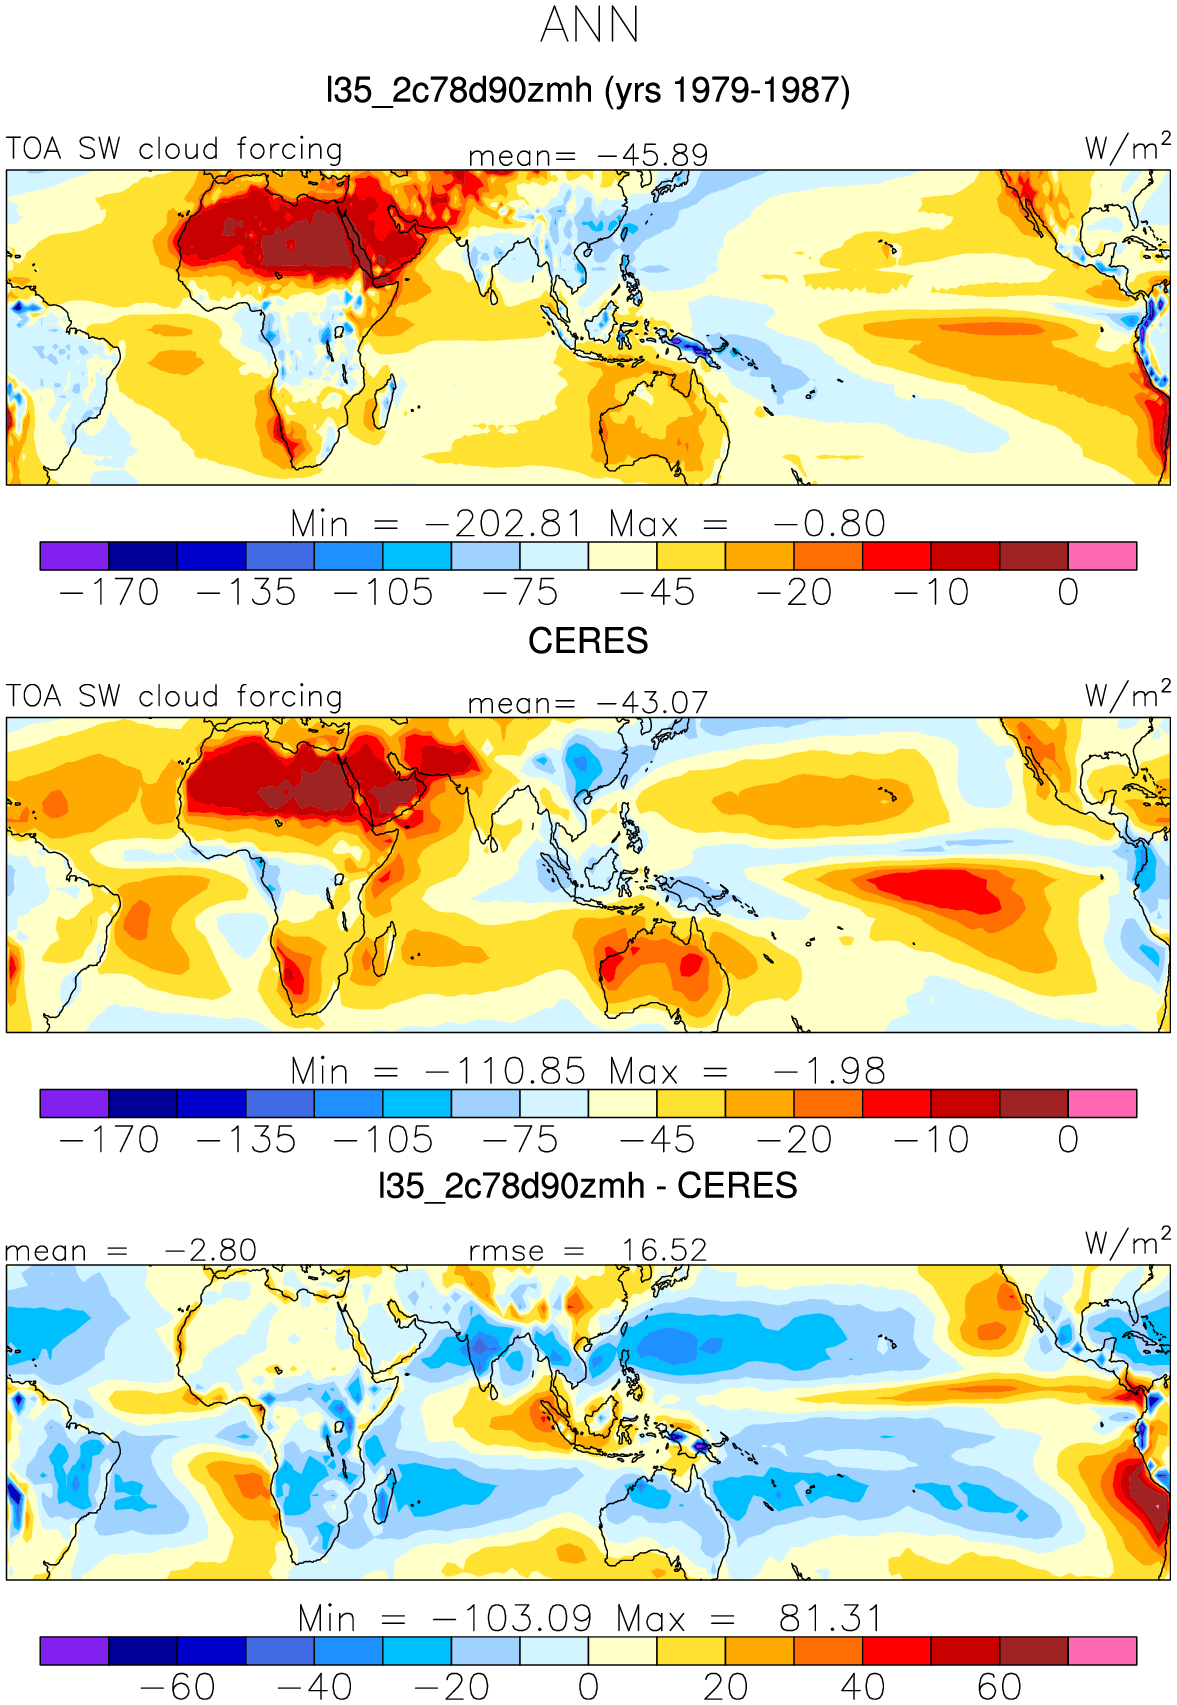 ANN
l35_2c78d90zmh (yrs 1979-1987)
TOA SW cloud forcing mean= −45.89 W/m²
Min = −202.81 Max = −0.80
−170 −135 −105 −75 −45 −20 −10 0
CERES
TOA SW cloud forcing mean= −43.07 W/m²
Min = −110.85 Max = −1.98
−170 −135 −105 −75 −45 −20 −10 0
l35_2c78d90zmh - CERES
mean = −2.80 rmse = 16.52 W/m²
Min = −103.09 Max = 81.31
−60 −40 −20 0 20 40 60